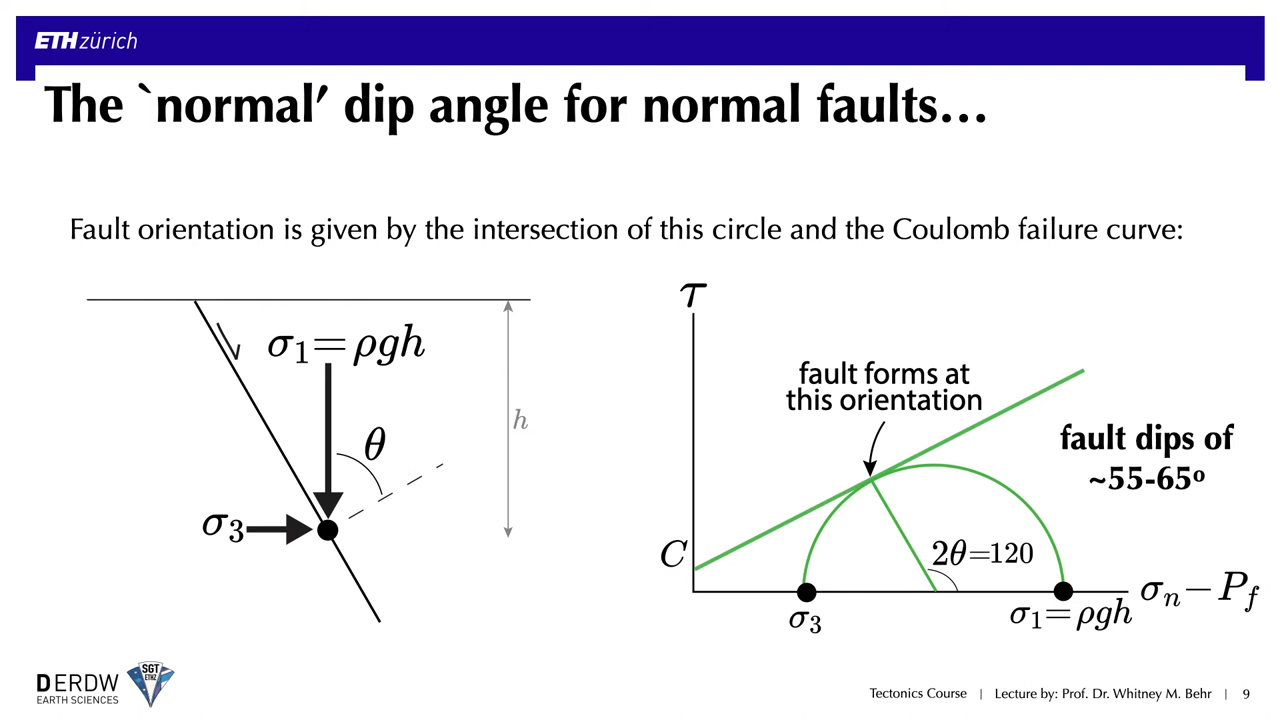 ETH zürich
The `normal’ dip angle for normal faults...
Fault orientation is given by the intersection of this circle and the Coulomb failure curve:
σ₁=ρgh
θ
h
σ₃
τ
fault forms at
this orientation
fault dips of
~55-65º
C
2θ=120
σₙ−P_f
σ₃
σ₁=ρgh
SGT
ETHZ
DERDW
EARTH SCIENCES
Tectonics Course | Lecture by: Prof. Dr. Whitney M. Behr | 9